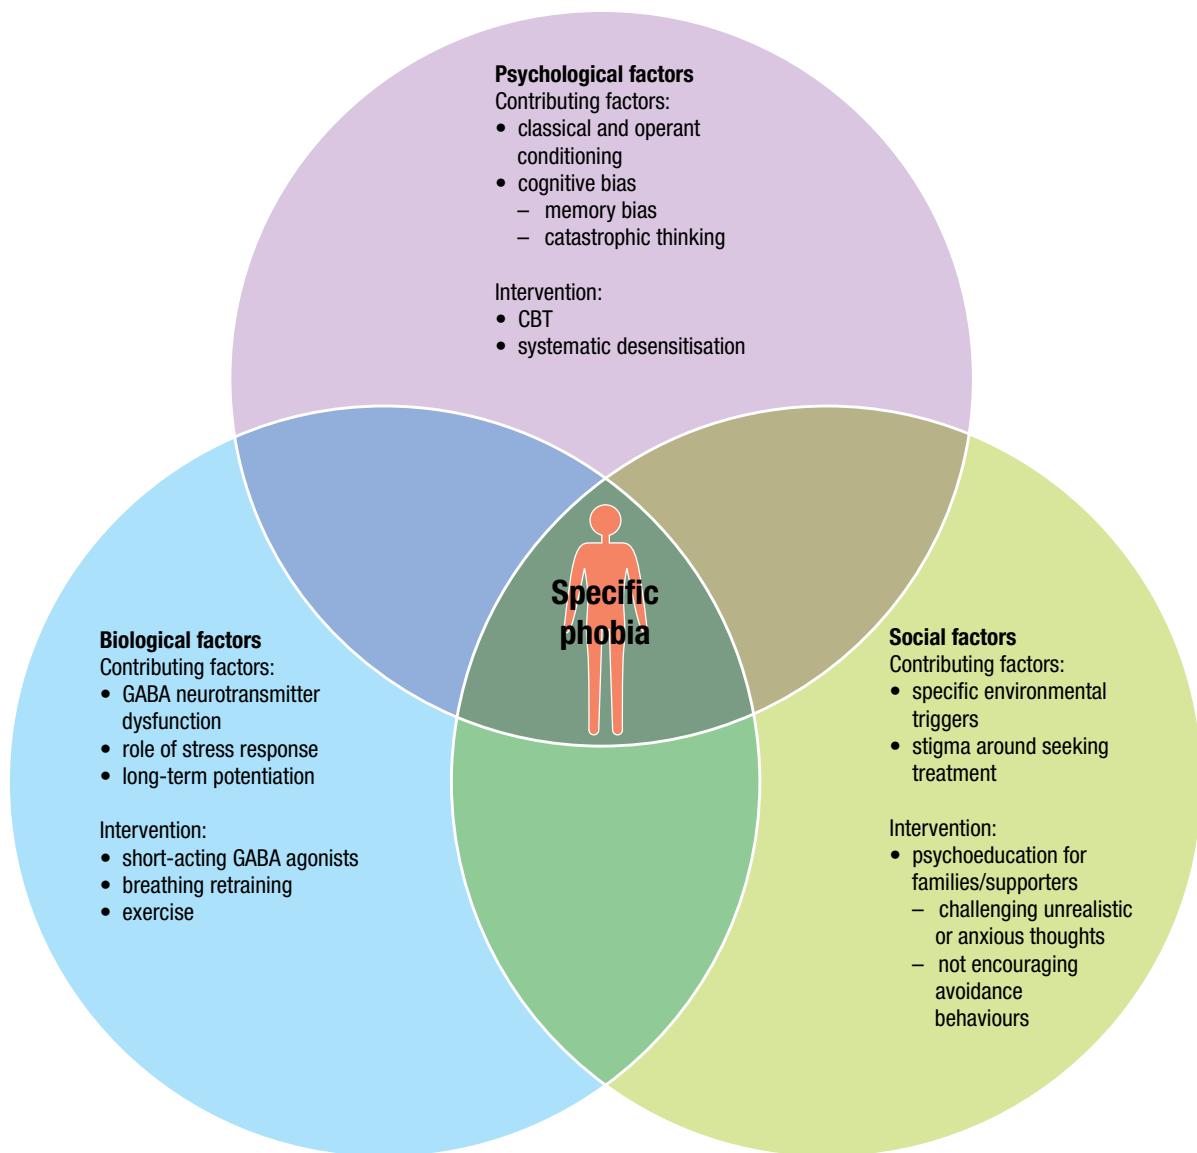 Psychological factors
Contributing factors:
• classical and operant
conditioning
• cognitive bias
– memory bias
– catastrophic thinking
Intervention:
• CBT
• systematic desensitisation
Specific
phobia
Biological factors
Contributing factors:
• GABA neurotransmitter
dysfunction
• role of stress response
• long-term potentiation
Intervention:
• short-acting GABA agonists
• breathing retraining
• exercise
Social factors
Contributing factors:
• specific environmental
triggers
• stigma around seeking
treatment
Intervention:
• psychoeducation for
families/supporters
– challenging unrealistic
or anxious thoughts
– not encouraging
avoidance
behaviours